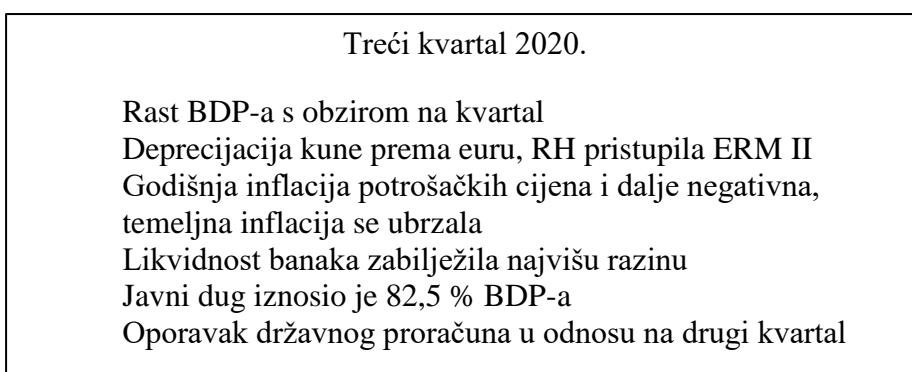 Treći kvartal 2020.
Rast BDP-a s obzirom na kvartal
Deprecijacija kune prema euru, RH pristupila ERM II
Godišnja inflacija potrošačkih cijena i dalje negativna,
temeljna inflacija se ubrzala
Likvidnost banaka zabilježila najvišu razinu
Javni dug iznosio je 82,5 % BDP-a
Oporavak državnog proračuna u odnosu na drugi kvartal